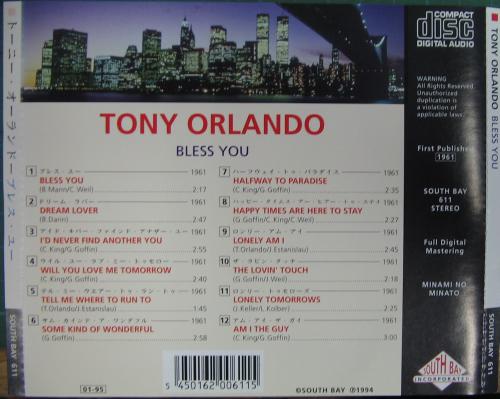 トーニー・オーランドーブレス・ユー
SOUTH BAY 611
COMPACT
disc
DIGITAL AUDIO
TONY ORLANDO BLESS YOU
WARNING
All Rights Reserved
Unauthorized
duplication is
a violation of
applicable laws.
First Published
1961
SOUTH BAY
611
STEREO
Full Digital
Mastering
MINAMI NO
MINATO
SOUTH BAY
INCORPORATED
SOUTH BAY 611
TONY ORLANDO
BLESS YOU
1 ブレス・ユー 1961
BLESS YOU
(B.Mann/C.Weil) 2:17
2 ドリーム ラバー 1961
DREAM LOVER
(B.Darin) 2:47
3 アイド・ネバー・ファインド・アナザー・ユー 1961
I'D NEVER FIND ANOTHER YOU
(C.King/G.Goffin) 2:55
4 ウイル・ユー・ラブ・ミー・トゥモロー 1961
WILL YOU LOVE ME TOMORROW
(C.King/G.Goffin) 2:40
5 テル・ミー・ウエアー・トゥ・ラン・トゥー 1961
TELL ME WHERE TO RUN TO
(T.Orlando/J.Estanislau) 1:45
6 サム・カインド・ア・ワンダフル 1961
SOME KIND OF WONDERFUL
(G.Goffin) 2:58
7 ハーフウェイ・トゥ・パラダイス 1961
HALFWAY TO PARADISE
(C.King/G.Goffin) 2:35
8 ハッピー・タイムス・アー・ヒアー・トゥ・ステイ
HAPPY TIMES ARE HERE TO STAY
(G.Goffin/C.King/C.Weil) 2:27
9 ロンリー・アム・アイ 1961
LONELY AM I
(T.Orlando/J.Estanislau) 2:45
10 ザ・ラビン・タッチ 1961
THE LOVIN' TOUCH
(G.Goffin/J.Weil) 2:18
11 ロンリー・トゥモローズ 1961
LONELY TOMORROWS
(J.Keller/L.Kolber) 2:25
12 アム・アイ・ザ・ガイ 1961
AM I THE GUY
(C.King/G.Goffin) 3:00
01-95
5 450162 006115
©SOUTH BAY ℗1994